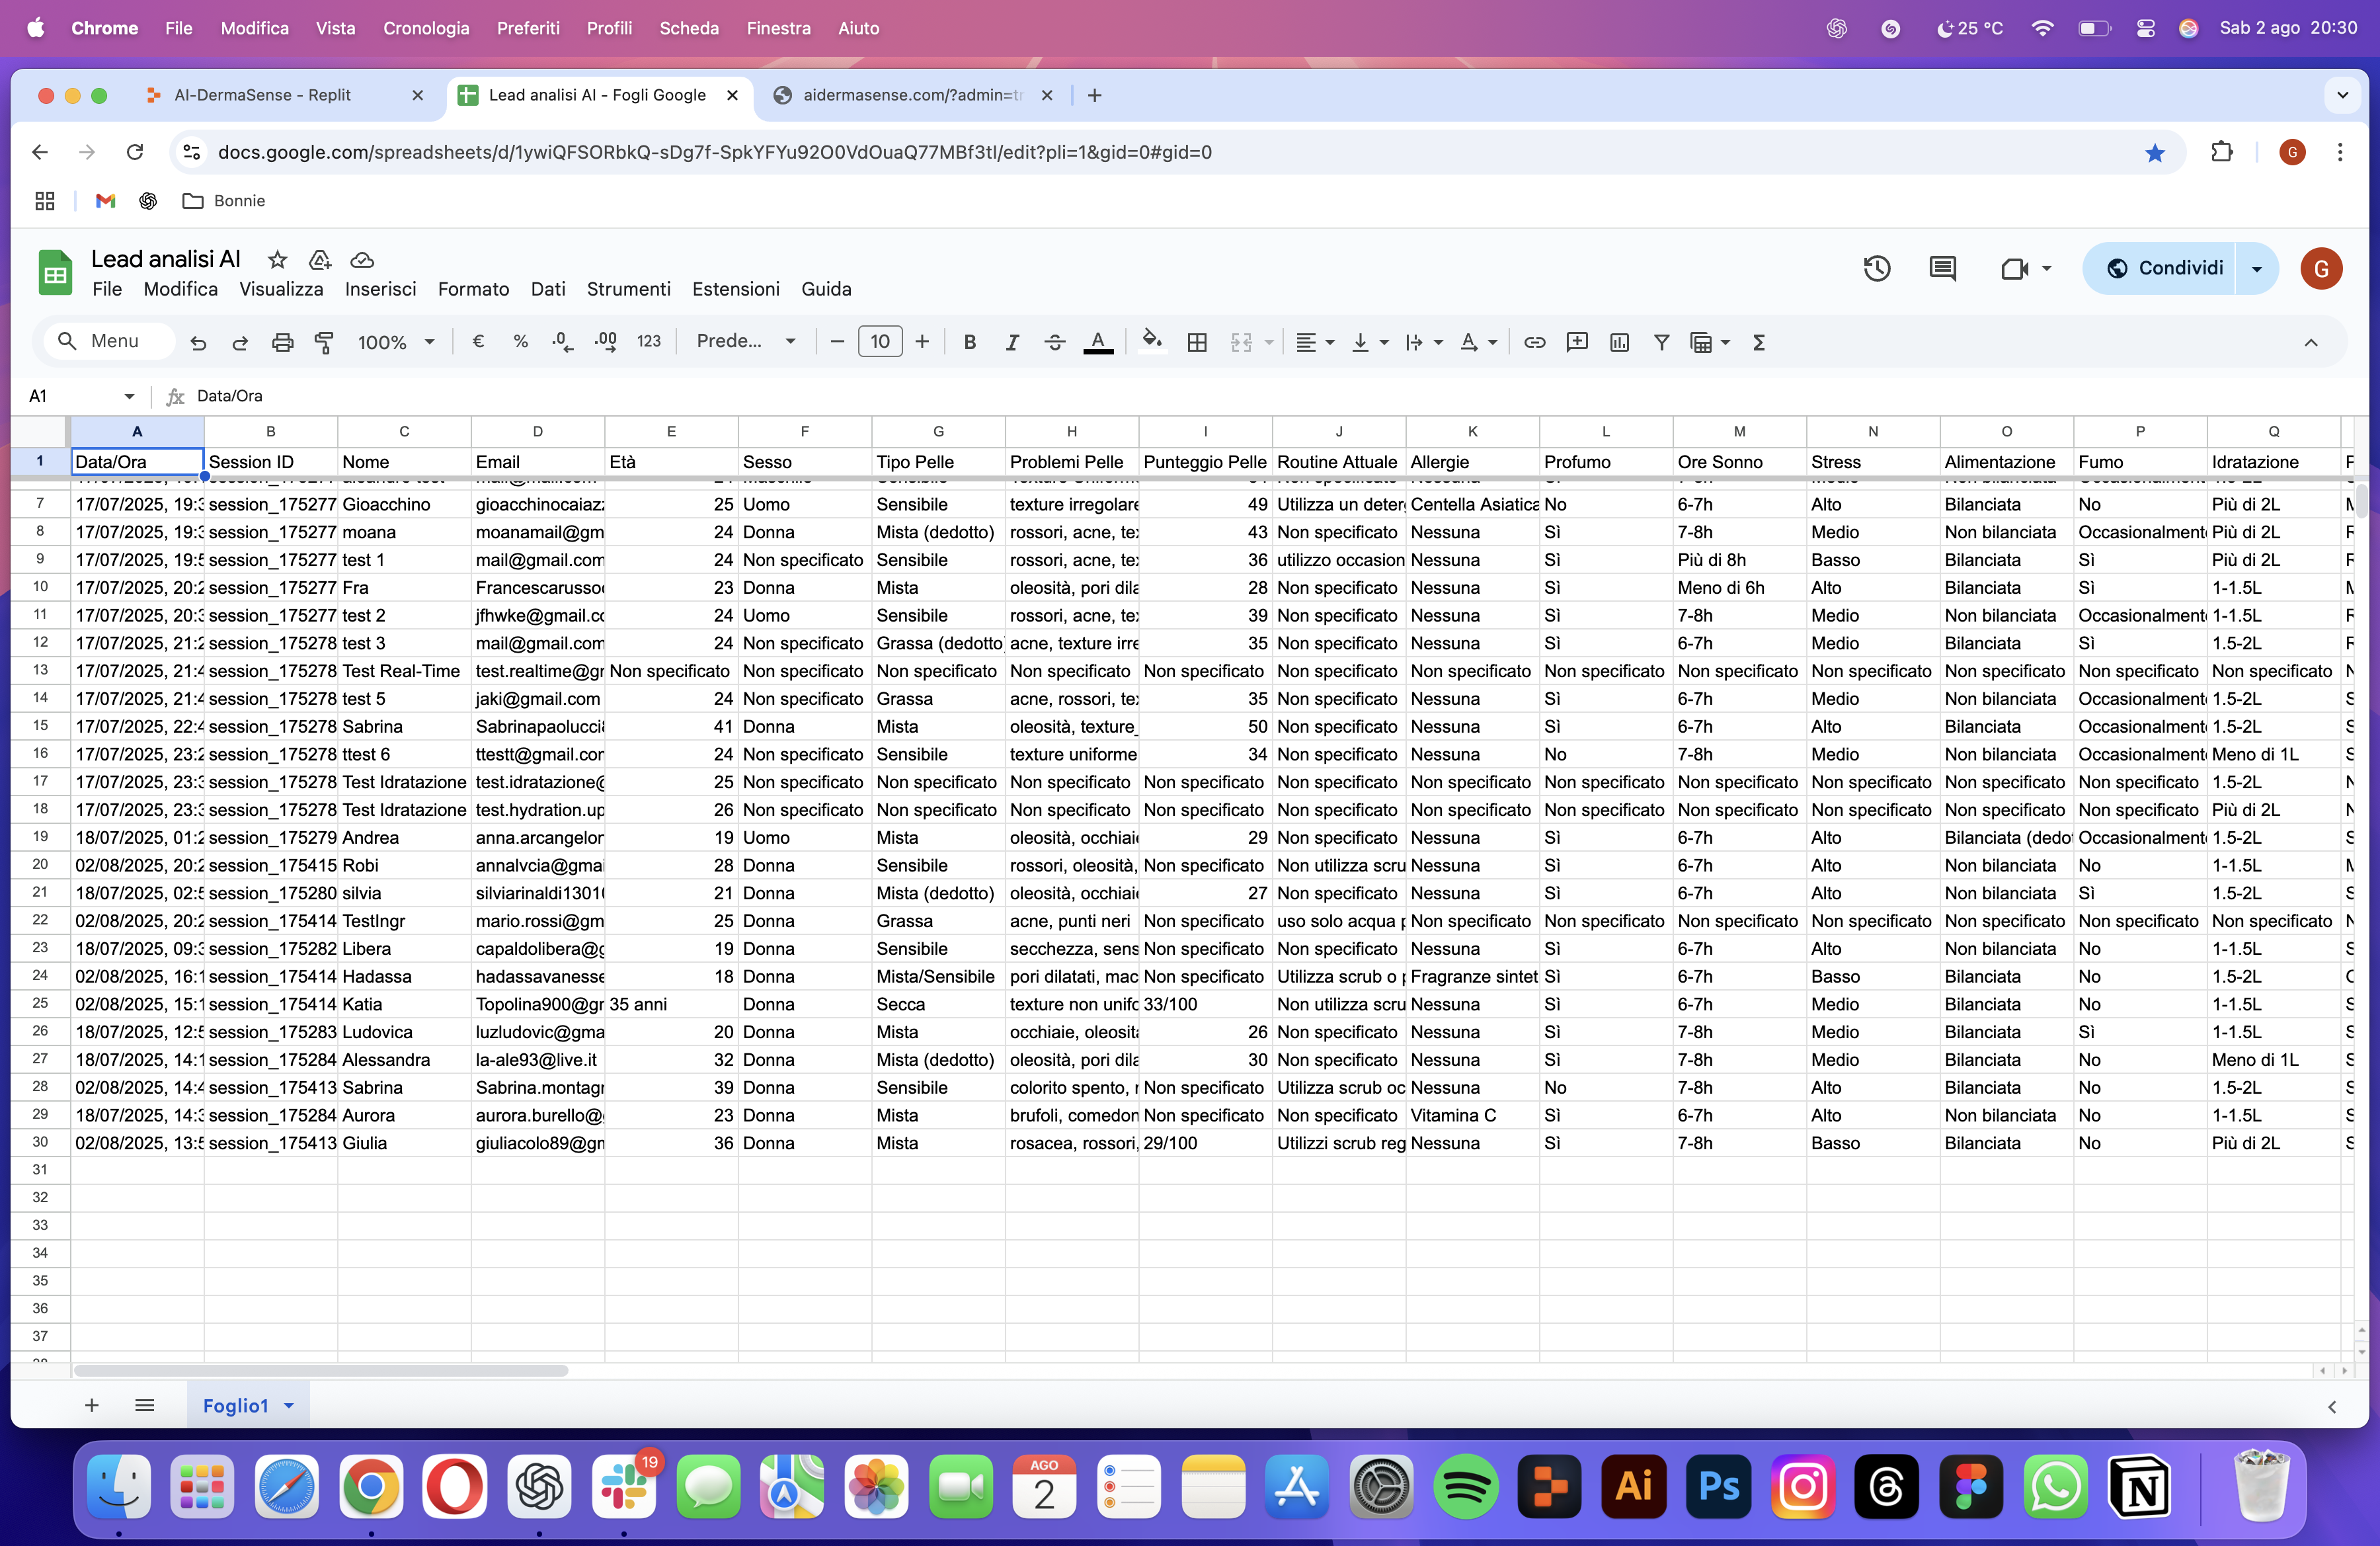 Chrome File Modifica Vista Cronologia Preferiti Profili Scheda Finestra Aiuto 25 °C Sab 2 ago 20:30
AI-DermaSense - Replit Lead analisi AI - Fogli Google aidermasense.com/?admin=tr
docs.google.com/spreadsheets/d/1ywiQFSORbkQ-sDg7f-SpkYFYu92O0VdOuaQ77MBf3tI/edit?pli=1&gid=0#gid=0 G
Bonnie
Lead analisi AI
File Modifica Visualizza Inserisci Formato Dati Strumenti Estensioni Guida Condividi G
Menu 100% € % .0 .00 123 Prede... 10 B I A Σ
A1 fx Data/Ora
A B C D E F G H I J K L M N O P Q
1 Data/Ora Session ID Nome Email Età Sesso Tipo Pelle Problemi Pelle Punteggio Pelle Routine Attuale Allergie Profumo Ore Sonno Stress Alimentazione Fumo Idratazione
7 17/07/2025, 19:3 session_175277 Gioacchino gioacchinocaiaz 25 Uomo Sensibile texture irregolare 49 Utilizza un deter Centella Asiatica No 6-7h Alto Bilanciata No Più di 2L
8 17/07/2025, 19:3 session_175277 moana moanamail@gm 24 Donna Mista (dedotto) rossori, acne, te 43 Non specificato Nessuna Sì 7-8h Medio Non bilanciata Occasionalment Più di 2L
9 17/07/2025, 19:5 session_175277 test 1 mail@gmail.com 24 Non specificato Sensibile rossori, acne, te 36 utilizzo occasion Nessuna Sì Più di 8h Basso Bilanciata Sì Più di 2L
10 17/07/2025, 20:2 session_175277 Fra Francescarusso 23 Donna Mista oleosità, pori dila 28 Non specificato Nessuna Sì Meno di 6h Alto Bilanciata Sì 1-1.5L
11 17/07/2025, 20:3 session_175277 test 2 jfhwke@gmail.co 24 Uomo Sensibile rossori, acne, te 39 Non specificato Nessuna Sì 7-8h Medio Non bilanciata Occasionalment 1-1.5L
12 17/07/2025, 21:2 session_175278 test 3 mail@gmail.com 24 Non specificato Grassa (dedotto) acne, texture irre 35 Non specificato Nessuna Sì 6-7h Medio Bilanciata Sì 1.5-2L
13 17/07/2025, 21:4 session_175278 Test Real-Time test.realtime@gr Non specificato Non specificato Non specificato Non specificato Non specificato Non specificato Non specificato Non specificato Non specificato Non specificato Non specificato Non specificato Non specificato
14 17/07/2025, 21:4 session_175278 test 5 jaki@gmail.com 24 Non specificato Grassa acne, rossori, te 35 Non specificato Nessuna Sì 6-7h Medio Non bilanciata Occasionalment 1.5-2L
15 17/07/2025, 22:4 session_175278 Sabrina Sabrinapaolucci 41 Donna Mista oleosità, texture_ 50 Non specificato Nessuna Sì 6-7h Alto Bilanciata Occasionalment 1.5-2L
16 17/07/2025, 23:2 session_175278 ttest 6 ttestt@gmail.com 24 Non specificato Sensibile texture uniforme 34 Non specificato Nessuna No 7-8h Medio Non bilanciata Occasionalment Meno di 1L
17 17/07/2025, 23:3 session_175278 Test Idratazione test.idratazione@ 25 Non specificato Non specificato Non specificato Non specificato Non specificato Non specificato Non specificato Non specificato Non specificato Non specificato Non specificato 1.5-2L
18 17/07/2025, 23:3 session_175278 Test Idratazione test.hydration.up 26 Non specificato Non specificato Non specificato Non specificato Non specificato Non specificato Non specificato Non specificato Non specificato Non specificato Non specificato Più di 2L
19 18/07/2025, 01:2 session_175279 Andrea anna.arcangelor 19 Uomo Mista oleosità, occhiai 29 Non specificato Nessuna Sì 6-7h Alto Bilanciata (dedot Occasionalment 1.5-2L
20 02/08/2025, 20:2 session_175415 Robi annalvcia@gmai 28 Donna Sensibile rossori, oleosità, Non specificato Non utilizza scru Nessuna Sì 6-7h Alto Non bilanciata No 1-1.5L
21 18/07/2025, 02:5 session_175280 silvia silviarinaldi1301 21 Donna Mista (dedotto) oleosità, occhiai 27 Non specificato Nessuna Sì 6-7h Alto Non bilanciata Sì 1.5-2L
22 02/08/2025, 20:2 session_175414 TestIngr mario.rossi@gm 25 Donna Grassa acne, punti neri Non specificato uso solo acqua p Non specificato Non specificato Non specificato Non specificato Non specificato Non specificato Non specificato
23 18/07/2025, 09:3 session_175282 Libera capaldolibera@g 19 Donna Sensibile secchezza, sens Non specificato Non specificato Nessuna Sì 6-7h Alto Non bilanciata No 1-1.5L
24 02/08/2025, 16:1 session_175414 Hadassa hadassavanesse 18 Donna Mista/Sensibile pori dilatati, mac Non specificato Utilizza scrub o p Fragranze sintet Sì 6-7h Basso Bilanciata No 1.5-2L
25 02/08/2025, 15:1 session_175414 Katia Topolina900@gr 35 anni Donna Secca texture non unifo 33/100 Non utilizza scru Nessuna Sì 6-7h Medio Bilanciata No 1-1.5L
26 18/07/2025, 12:5 session_175283 Ludovica luzludovic@gma 20 Donna Mista occhiaie, oleosità 26 Non specificato Nessuna Sì 7-8h Medio Bilanciata Sì 1-1.5L
27 18/07/2025, 14:1 session_175284 Alessandra la-ale93@live.it 32 Donna Mista (dedotto) oleosità, pori dila 30 Non specificato Nessuna Sì 7-8h Medio Bilanciata No Meno di 1L
28 02/08/2025, 14:4 session_175413 Sabrina Sabrina.montagr 39 Donna Sensibile colorito spento, r Non specificato Utilizza scrub oc Nessuna No 7-8h Alto Bilanciata No 1.5-2L
29 18/07/2025, 14:3 session_175284 Aurora aurora.burello@ 23 Donna Mista brufoli, comedon Non specificato Non specificato Vitamina C Sì 6-7h Alto Non bilanciata No 1-1.5L
30 02/08/2025, 13:5 session_175413 Giulia giuliacolo89@gm 36 Donna Mista rosacea, rossori, 29/100 Utilizzi scrub reg Nessuna Sì 7-8h Basso Bilanciata No Più di 2L
31
32
33
34
35
36
37
Foglio1
19
AGO
2
Ai Ps